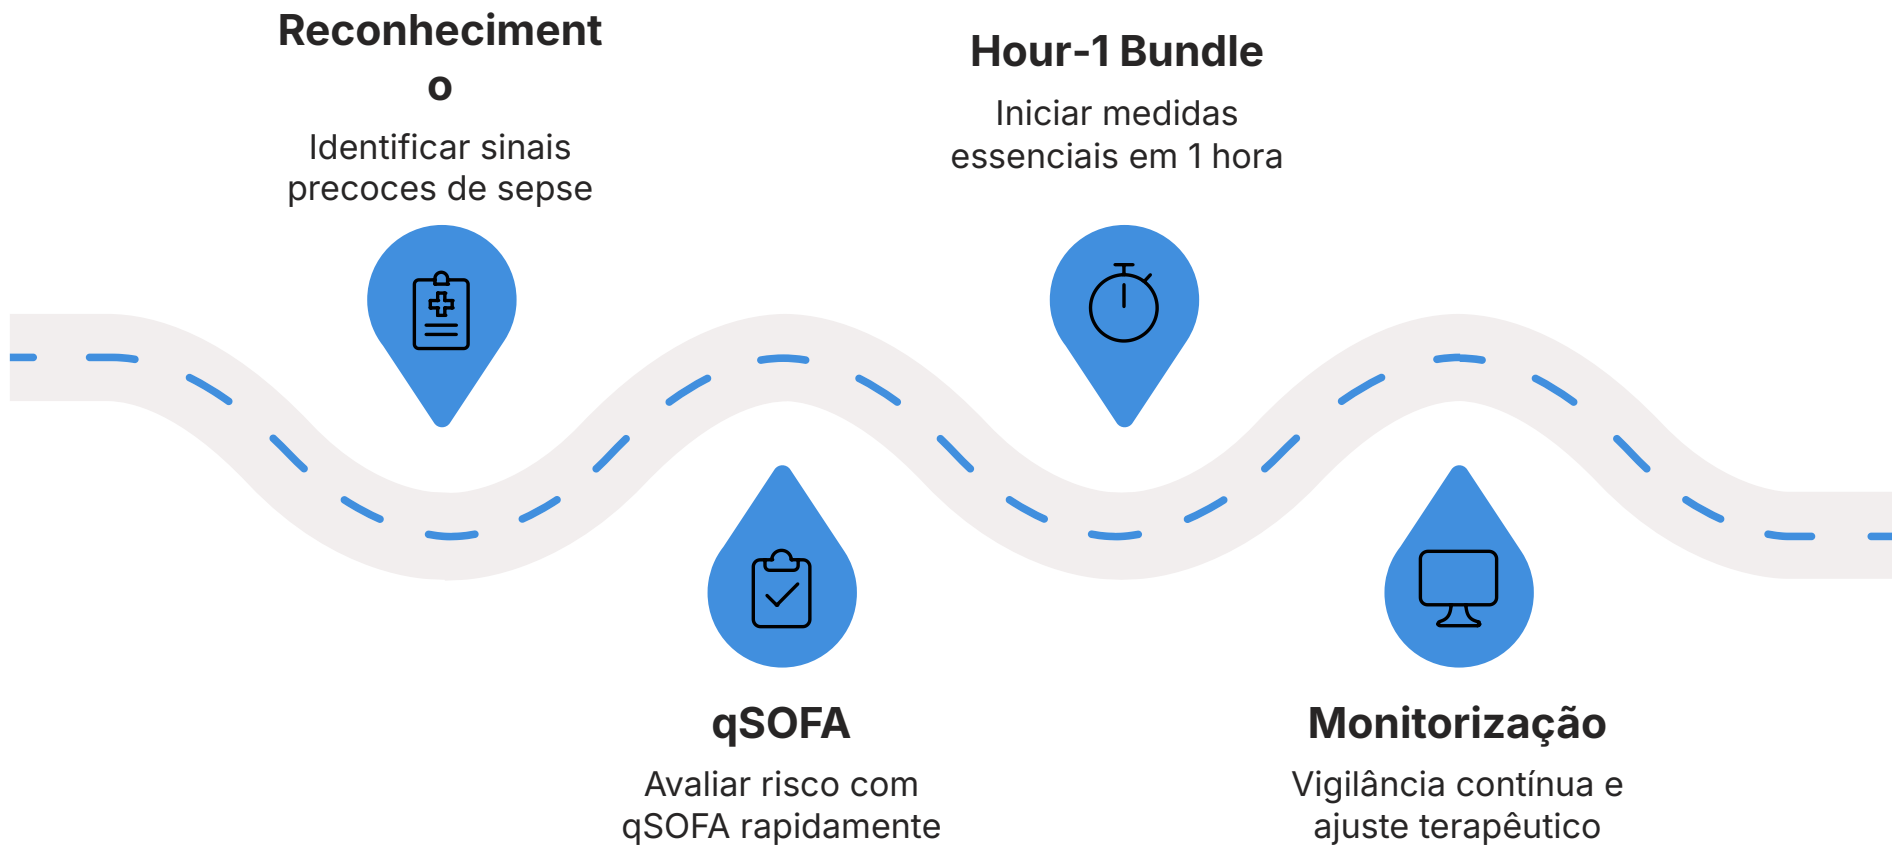 Reconheciment
o
Identificar sinais
precoces de sepse
qSOFA
Avaliar risco com
qSOFA rapidamente
Hour-1 Bundle
Iniciar medidas
essenciais em 1 hora
Monitorização
Vigilância contínua e
ajuste terapêutico